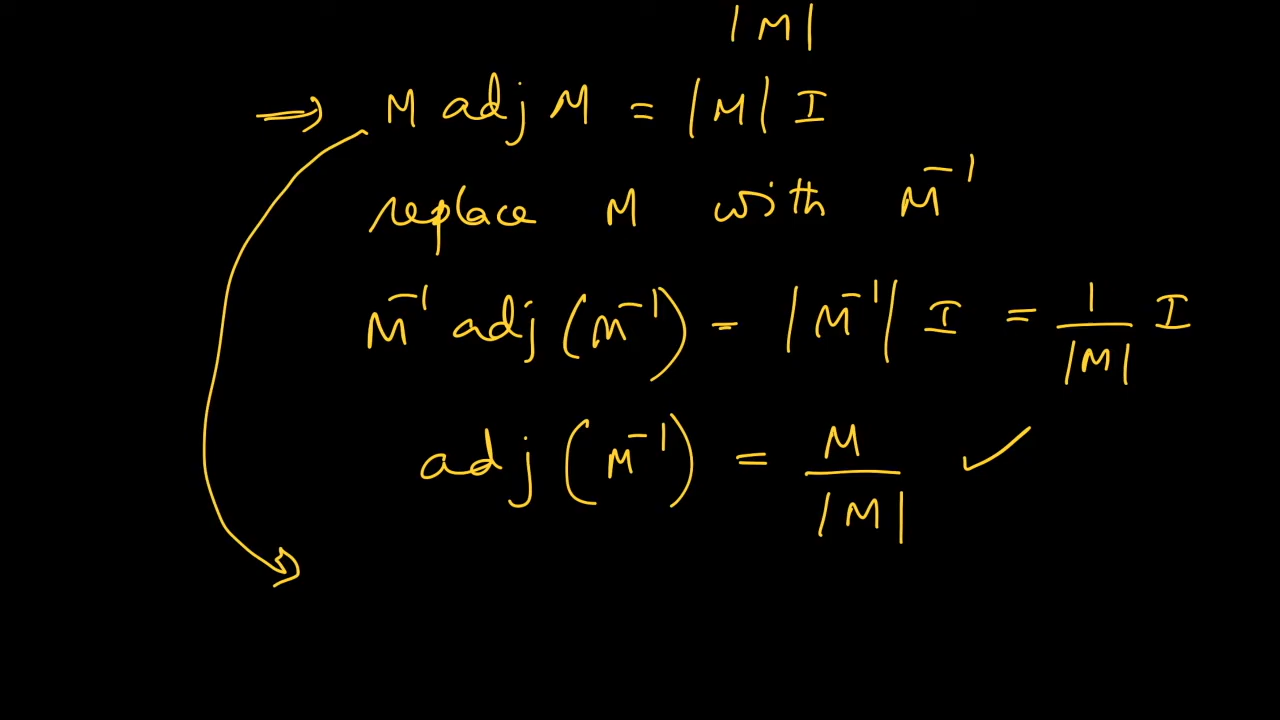 |M|
⇒ M adj M = |M| I
replace M with M⁻¹
M⁻¹ adj (M⁻¹) = |M⁻¹| I = 1/|M| I
adj (M⁻¹) = M/|M| ✓